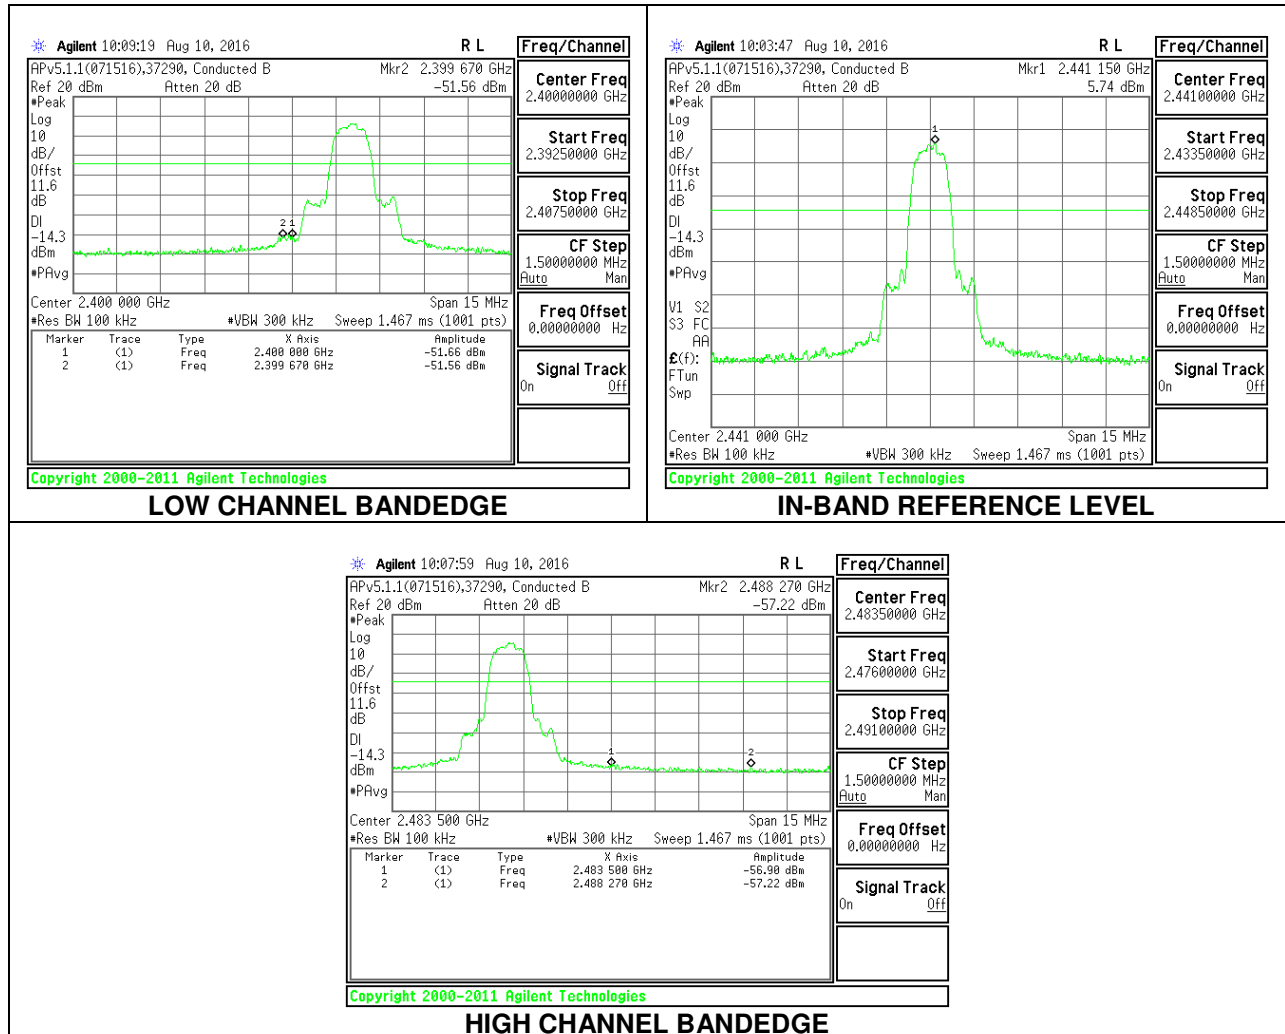 Agilent 10:09:19 Aug 10, 2016 R L
APv5.1.1(071516),37290, Conducted B Mkr2 2.399 670 GHz
Ref 20 dBm Atten 20 dB -51.56 dBm
#Peak
Log
10
dB/
Offst
11.6
dB
DI
-14.3
dBm
#PAvg
2 1
Center 2.400 000 GHz Span 15 MHz
#Res BW 100 kHz #VBW 300 kHz Sweep 1.467 ms (1001 pts)
Marker Trace Type X Axis Amplitude
1 (1) Freq 2.400 000 GHz -51.66 dBm
2 (1) Freq 2.399 670 GHz -51.56 dBm
Freq/Channel
Center Freq
2.40000000 GHz
Start Freq
2.39250000 GHz
Stop Freq
2.40750000 GHz
CF Step
1.50000000 MHz
Auto Man
Freq Offset
0.00000000 Hz
Signal Track
On Off
Copyright 2000-2011 Agilent Technologies
LOW CHANNEL BANDEDGE
Agilent 10:03:47 Aug 10, 2016 R L
APv5.1.1(071516),37290, Conducted B Mkr1 2.441 150 GHz
Ref 20 dBm Atten 20 dB 5.74 dBm
#Peak
Log
10
dB/
Offst
11.6
dB
DI
-14.3
dBm
#PAvg
V1 S2
S3 FC
AA
£(f):
FTun
Swp
1
Center 2.441 000 GHz Span 15 MHz
#Res BW 100 kHz #VBW 300 kHz Sweep 1.467 ms (1001 pts)
Freq/Channel
Center Freq
2.44100000 GHz
Start Freq
2.43350000 GHz
Stop Freq
2.44850000 GHz
CF Step
1.50000000 MHz
Auto Man
Freq Offset
0.00000000 Hz
Signal Track
On Off
Copyright 2000-2011 Agilent Technologies
IN-BAND REFERENCE LEVEL
Agilent 10:07:59 Aug 10, 2016 R L
APv5.1.1(071516),37290, Conducted B Mkr2 2.488 270 GHz
Ref 20 dBm Atten 20 dB -57.22 dBm
#Peak
Log
10
dB/
Offst
11.6
dB
DI
-14.3
dBm
#PAvg
1 2
Center 2.483 500 GHz Span 15 MHz
#Res BW 100 kHz #VBW 300 kHz Sweep 1.467 ms (1001 pts)
Marker Trace Type X Axis Amplitude
1 (1) Freq 2.483 500 GHz -56.90 dBm
2 (1) Freq 2.488 270 GHz -57.22 dBm
Freq/Channel
Center Freq
2.48350000 GHz
Start Freq
2.47600000 GHz
Stop Freq
2.49100000 GHz
CF Step
1.50000000 MHz
Auto Man
Freq Offset
0.00000000 Hz
Signal Track
On Off
Copyright 2000-2011 Agilent Technologies
HIGH CHANNEL BANDEDGE